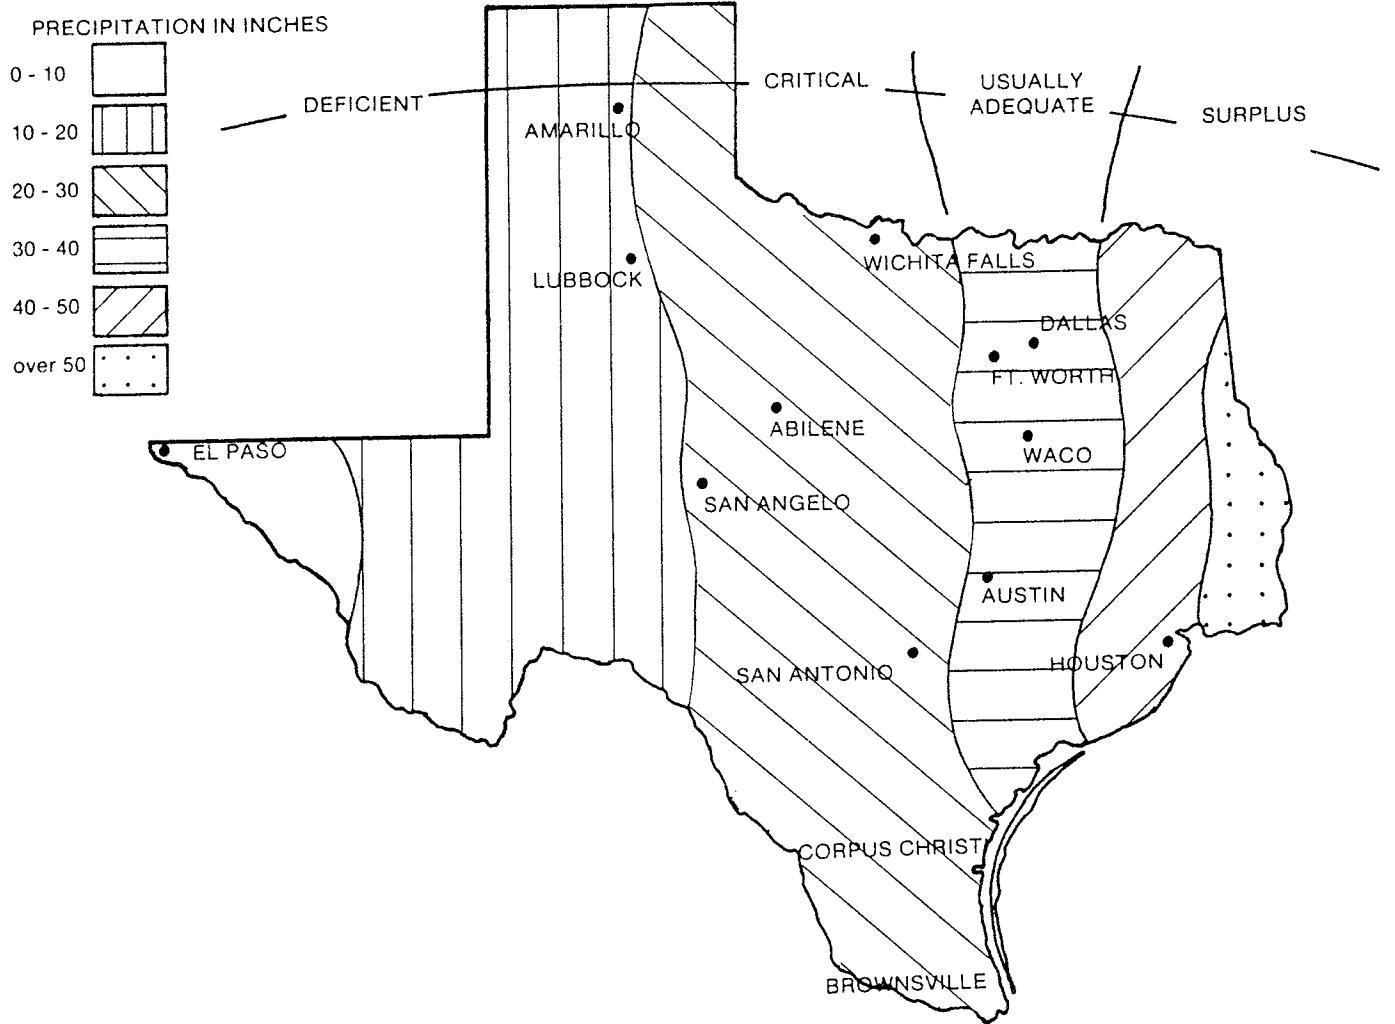 PRECIPITATION IN INCHES
0 - 10
10 - 20
20 - 30
30 - 40
40 - 50
over 50
DEFICIENT
CRITICAL
USUALLY
ADEQUATE
SURPLUS
AMARILLO
LUBBOCK
WICHITA FALLS
DALLAS
FT. WORTH
ABILENE
WACO
EL PASO
SAN ANGELO
AUSTIN
SAN ANTONIO
HOUSTON
CORPUS CHRISTI
BROWNSVILLE